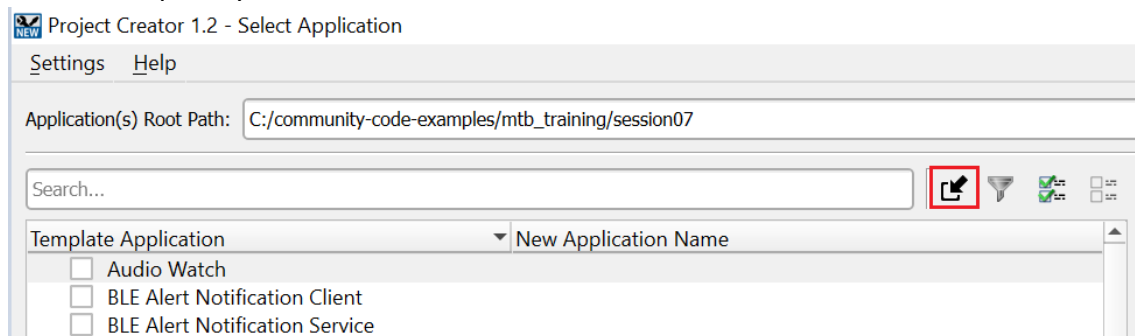 NEW Project Creator 1.2 - Select Application
Settings Help
Application(s) Root Path: C:/community-code-examples/mtb_training/session07
Search...
Template Application New Application Name
Audio Watch
BLE Alert Notification Client
BLE Alert Notification Service